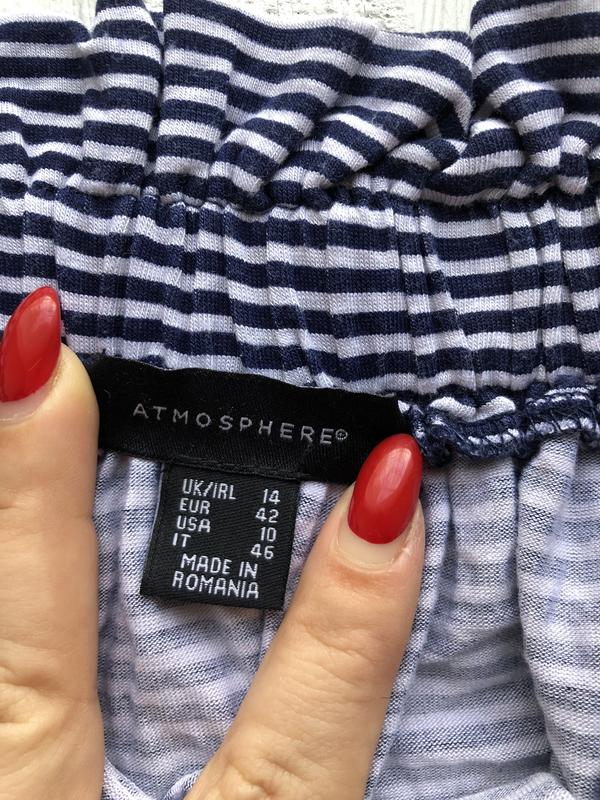 ATMOSPHERE®
UK/IRL 14
EUR 42
USA 10
IT 46
MADE IN
ROMANIA